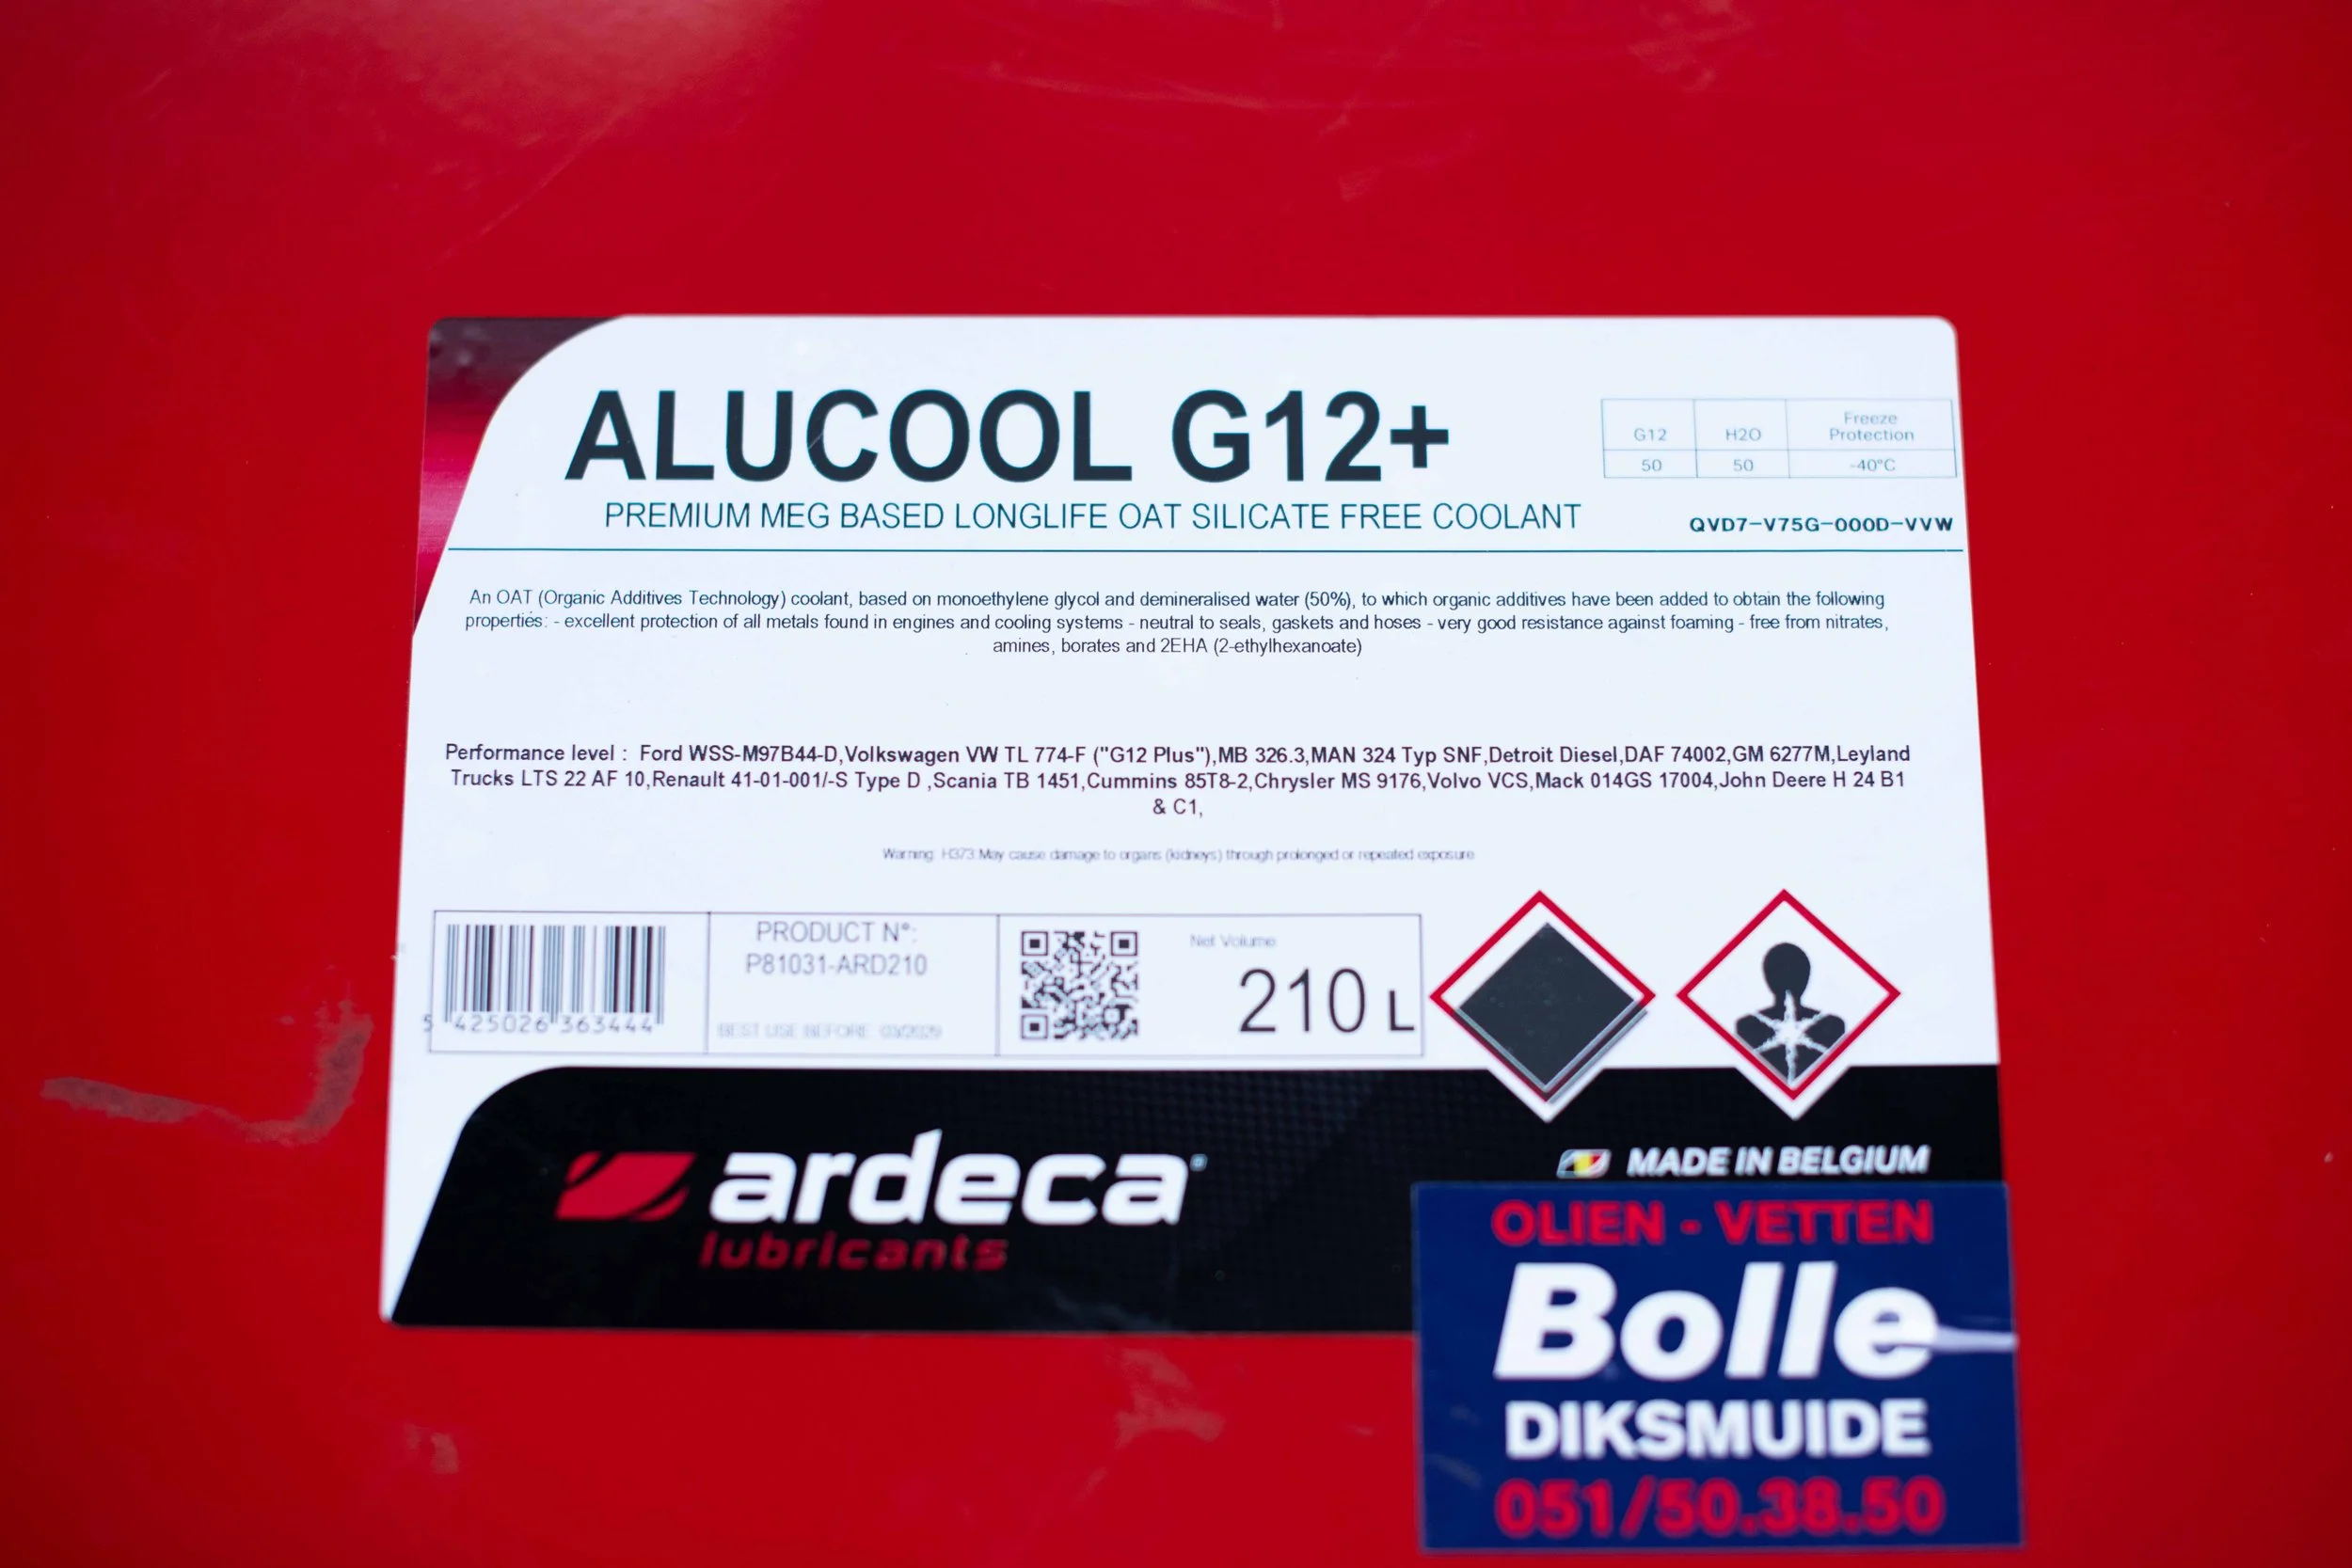 ALUCOOL G12+
PREMIUM MEG BASED LONGLIFE OAT SILICATE FREE COOLANT
G12 H2O Freeze Protection
50 50 -40°C
QVD7-V75G-000D-VVW
An OAT (Organic Additives Technology) coolant, based on monoethylene glycol and demineralised water (50%), to which organic additives have been added to obtain the following
properties: - excellent protection of all metals found in engines and cooling systems - neutral to seals, gaskets and hoses - very good resistance against foaming - free from nitrates,
amines, borates and 2EHA (2-ethylhexanoate)
Performance level : Ford WSS-M97B44-D,Volkswagen VW TL 774-F ("G12 Plus"),MB 326.3,MAN 324 Typ SNF,Detroit Diesel,DAF 74002,GM 6277M,Leyland
Trucks LTS 22 AF 10,Renault 41-01-001/-S Type D ,Scania TB 1451,Cummins 85T8-2,Chrysler MS 9176,Volvo VCS,Mack 014GS 17004,John Deere H 24 B1
& C1,
Warning: H373:May cause damage to organs (kidneys) through prolonged or repeated exposure
5 425026 363444
PRODUCT N°:
P81031-ARD210
BEST USE BEFORE: 03/2029
Net Volume
210 L
ardeca®
lubricants
MADE IN BELGIUM
OLIEN - VETTEN
Bolle
DIKSMUIDE
051/50.38.50